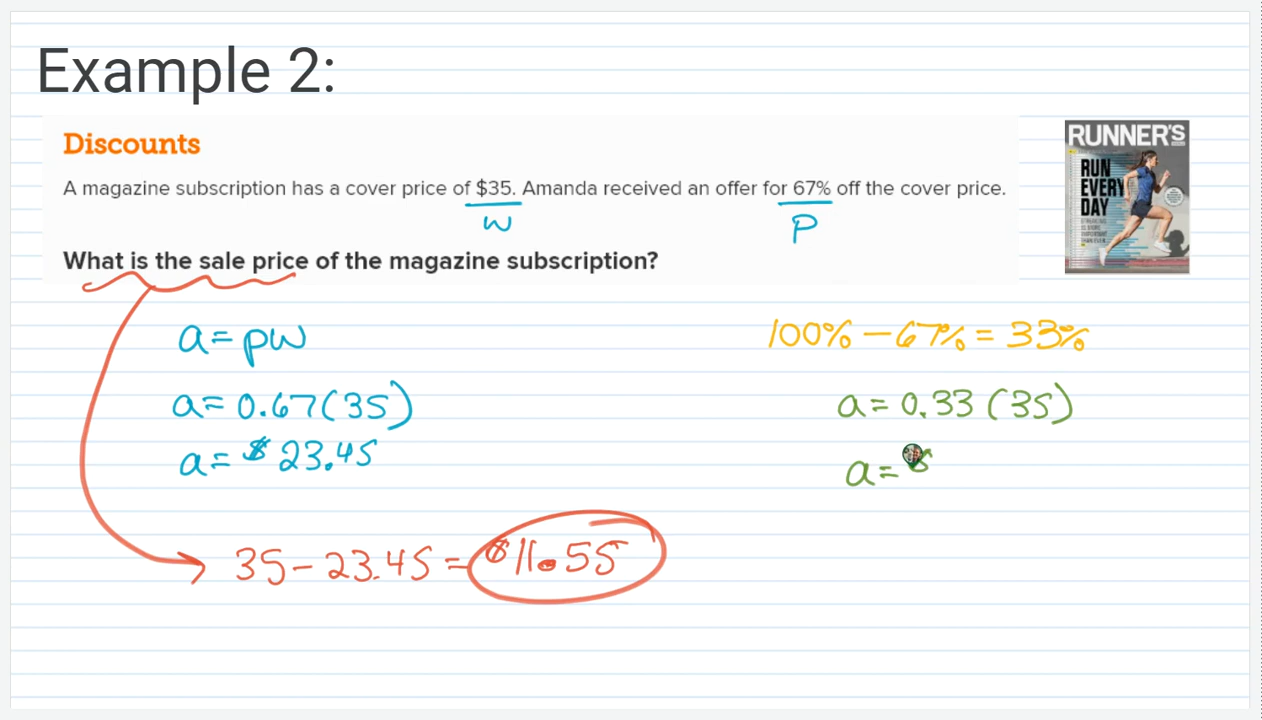 Example 2:
Discounts
A magazine subscription has a cover price of $35. Amanda received an offer for 67% off the cover price.
w
p
What is the sale price of the magazine subscription?
RUNNER'S
RUN
EVERY
DAY
a = pw
a = 0.67(35)
a = $ 23.45
35 - 23.45 = $11.55
100% - 67% = 33%
a = 0.33 (35)
a =